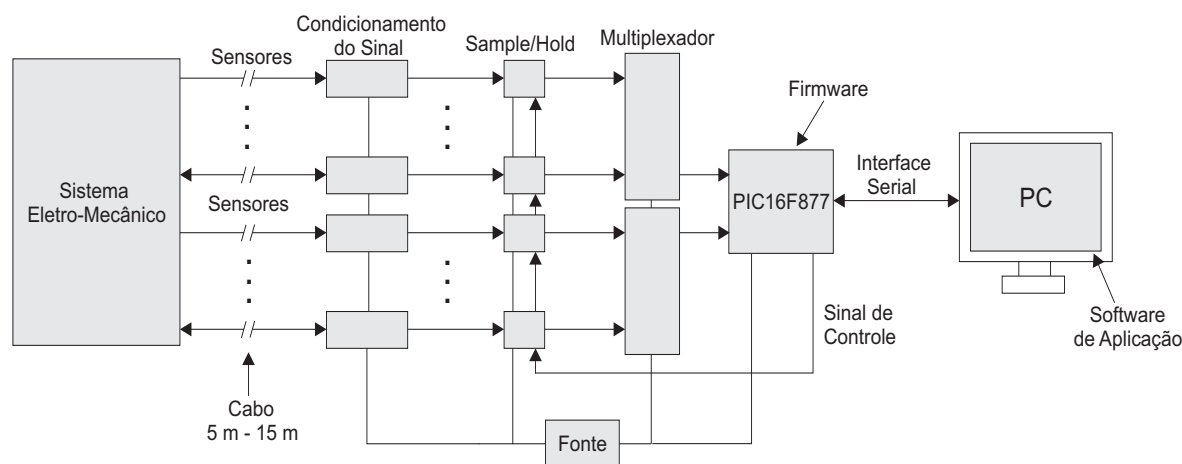 Condicionamento
do Sinal
Sample/Hold
Multiplexador
Sensores
Firmware
Sistema
Eletro-Mecânico
Sensores
PIC16F877
Interface
Serial
PC
Sinal de
Controle
Software
de Aplicação
Cabo
5 m - 15 m
Fonte